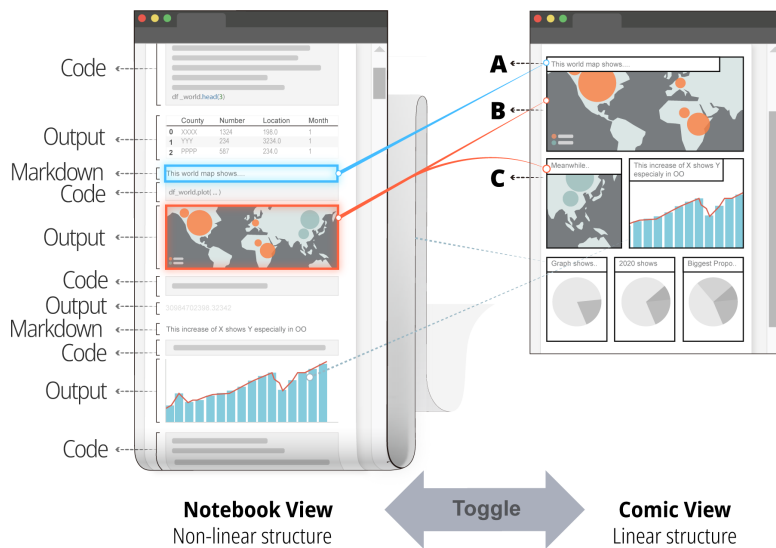 Code
df_world.head(3)
Output
County Number Location Month
0 XXXX 1324 198.0 1
1 YYY 234 3234.0 1
2 PPPP 587 234.0 1
Markdown
This world map shows....
Code
df_world.plot( ... )
Output
Code
Output
Markdown
This increase of X shows Y especially in OO
Code
Output
Code
Notebook View
Non-linear structure
Toggle
A
This world map shows....
B
C
Meanwhile..
This increase of X shows Y
especialy in OO
Graph shows..
2020 shows
Biggest Propo..
Comic View
Linear structure